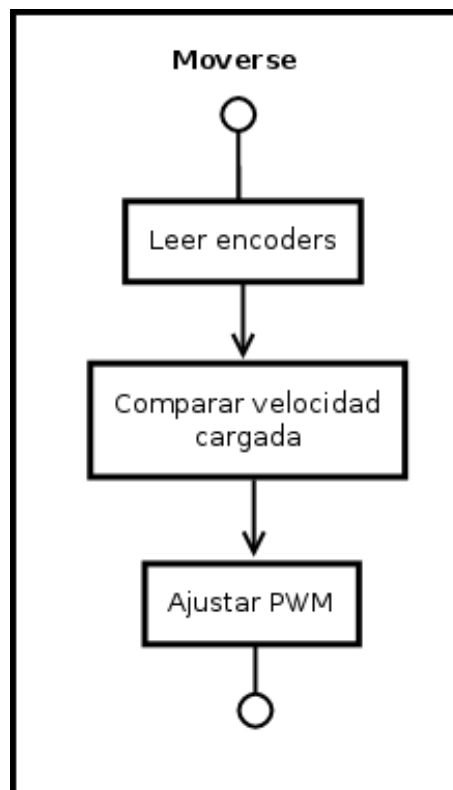 Moverse
Leer encoders
Comparar velocidad
cargada
Ajustar PWM